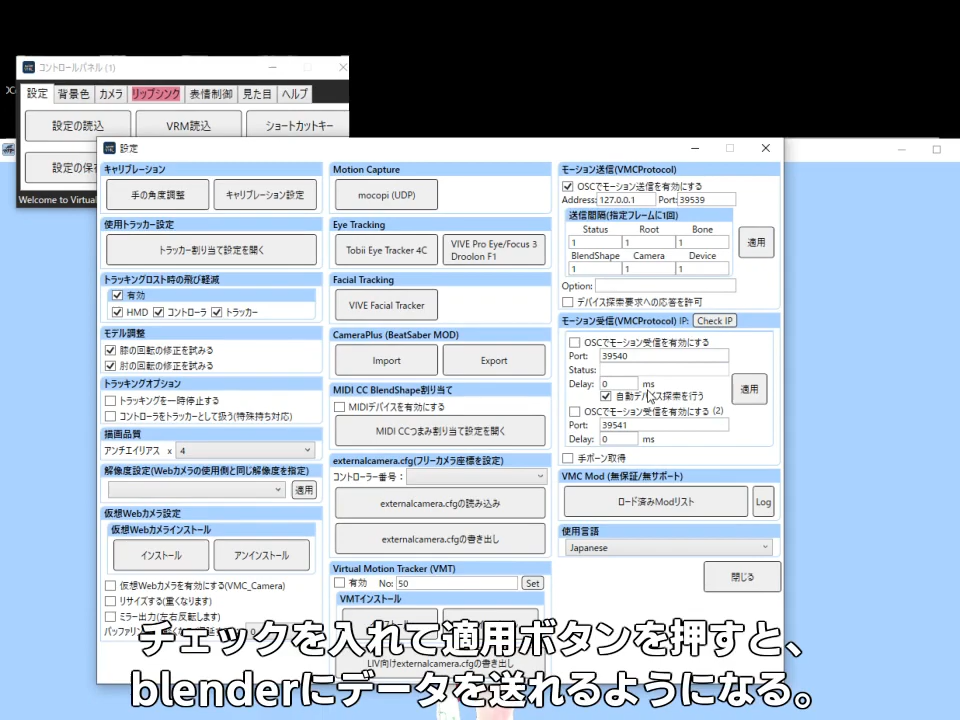 コントロールパネル (1)
設定 背景色 カメラ リップシンク 表情制御 見た目 ヘルプ
設定の読込 VRM読込 ショートカットキー
設定の保
Welcome to Virtual
設定
キャリブレーション
手の角度調整 キャリブレーション設定
使用トラッカー設定
トラッカー割り当て設定を開く
トラッキングロスト時の飛び軽減
有効
HMD コントローラ トラッカー
モデル調整
膝の回転の修正を試みる
肘の回転の修正を試みる
トラッキングオプション
トラッキングを一時停止する
コントローラをトラッカーとして扱う(特殊持ち対応)
描画品質
アンチエイリアス x 4
解像度設定(Webカメラの使用側と同じ解像度を指定)
適用
仮想Webカメラ設定
仮想Webカメラインストール
インストール アンインストール
仮想Webカメラを有効にする(VMC_Camera)
リサイズする(重くなります)
ミラー出力(左右反転します)
Motion Capture
mocopi (UDP)
Eye Tracking
Tobii Eye Tracker 4C
VIVE Pro Eye/Focus 3
Droolon F1
Facial Tracking
VIVE Facial Tracker
CameraPlus (BeatSaber MOD)
Import Export
MIDI CC BlendShape割り当て
MIDIデバイスを有効にする
MIDI CCつまみ割り当て設定を開く
externalcamera.cfg(フリーカメラ座標を設定)
コントローラー番号：
externalcamera.cfgの読み込み
externalcamera.cfgの書き出し
Virtual Motion Tracker (VMT)
有効 No: 50 Set
VMTインストール
LIV向けexternalcamera.cfgの書き出し
モーション送信(VMCProtocol)
OSCでモーション送信を有効にする
Address: 127.0.0.1 Port: 39539
送信間隔(指定フレームに1回)
Status Root Bone
1 1 1
BlendShape Camera Device
1 1 1
適用
Option:
デバイス探索要求への応答を許可
モーション受信(VMCProtocol) IP: Check IP
OSCでモーション受信を有効にする
Port: 39540
Status:
Delay: 0 ms
自動デバイス探索を行う
適用
OSCでモーション受信を有効にする (2)
Port: 39541
Delay: 0 ms
手ボーン取得
VMC Mod (無保証/無サポート)
ロード済みModリスト Log
使用言語
Japanese
閉じる
チェックを入れて適用ボタンを押すと、
blenderにデータを送れるようになる。